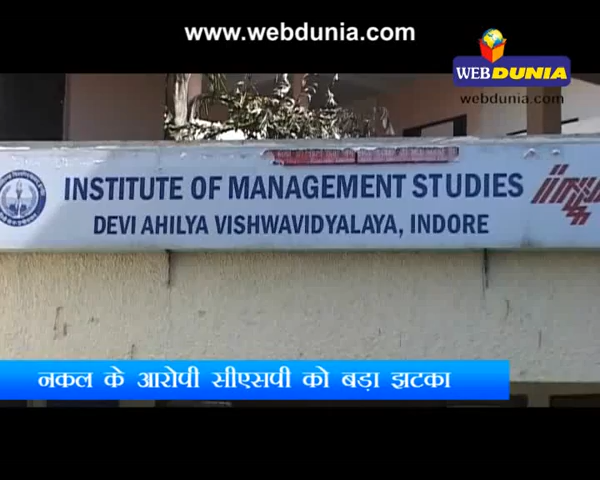 www.webdunia.com
WEBDUNIA
webdunia.com
INSTITUTE OF MANAGEMENT STUDIES
DEVI AHILYA VISHWAVIDYALAYA, INDORE
नकल के आरोपी सीएसपी को बड़ा झटका